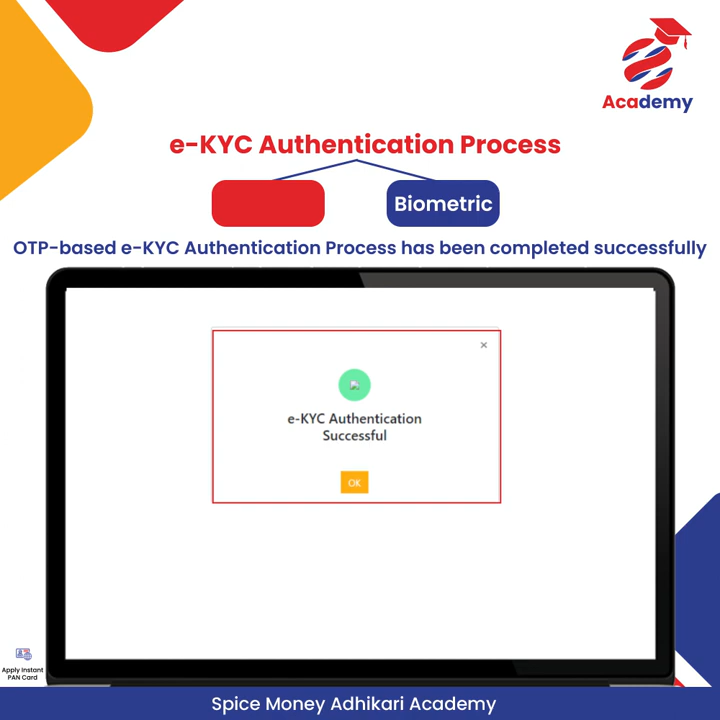 Academy
e-KYC Authentication Process
Biometric
OTP-based e-KYC Authentication Process has been completed successfully
×
e-KYC Authentication
Successful
OK
Apply Instant
PAN Card
Spice Money Adhikari Academy